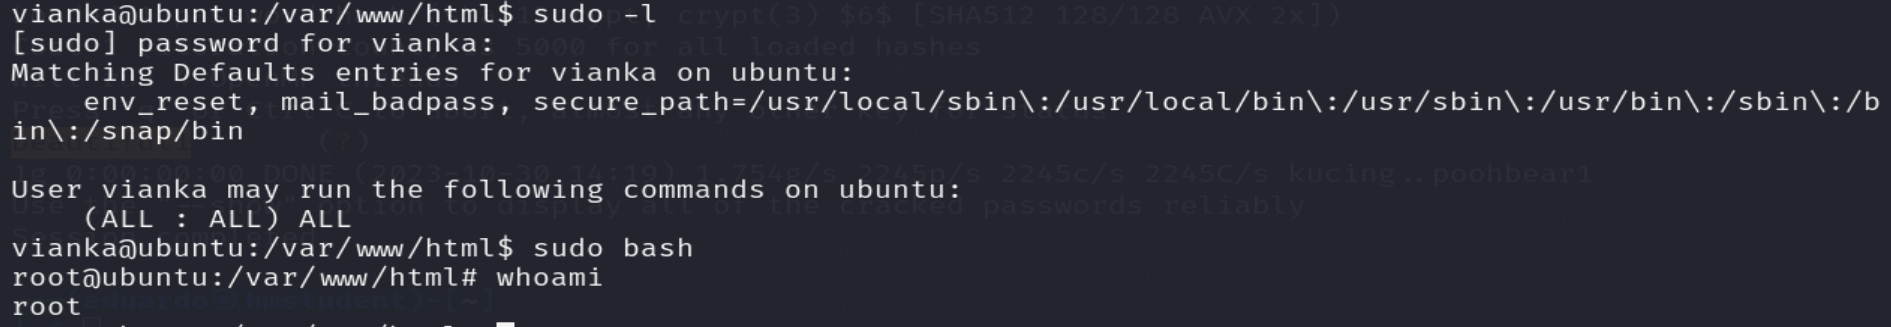 vianka@ubuntu:/var/www/html$ sudo -l
[sudo] password for vianka:
Matching Defaults entries for vianka on ubuntu:
    env_reset, mail_badpass, secure_path=/usr/local/sbin\:/usr/local/bin\:/usr/sbin\:/usr/bin\:/sbin\:/b
in\:/snap/bin

User vianka may run the following commands on ubuntu:
    (ALL : ALL) ALL
vianka@ubuntu:/var/www/html$ sudo bash
root@ubuntu:/var/www/html# whoami
root